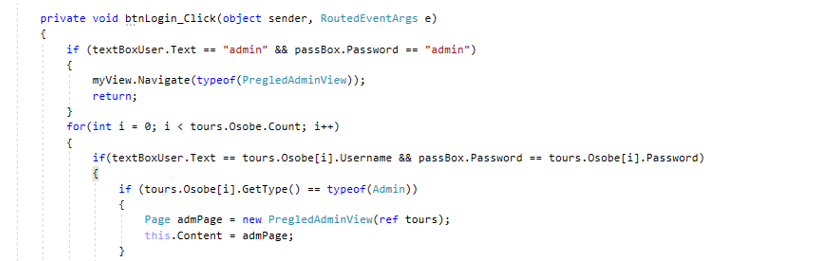 private void btnLogin_Click(object sender, RoutedEventArgs e)
{
if (textBoxUser.Text == "admin" && passBox.Password == "admin")
{
myView.Navigate(typeof(PregledAdminView));
return;
}
for(int i = 0; i < tours.Osobe.Count; i++)
{
if(textBoxUser.Text == tours.Osobe[i].Username && passBox.Password == tours.Osobe[i].Password)
{
if (tours.Osobe[i].GetType() == typeof(Admin))
{
Page admPage = new PregledAdminView(ref tours);
this.Content = admPage;
}